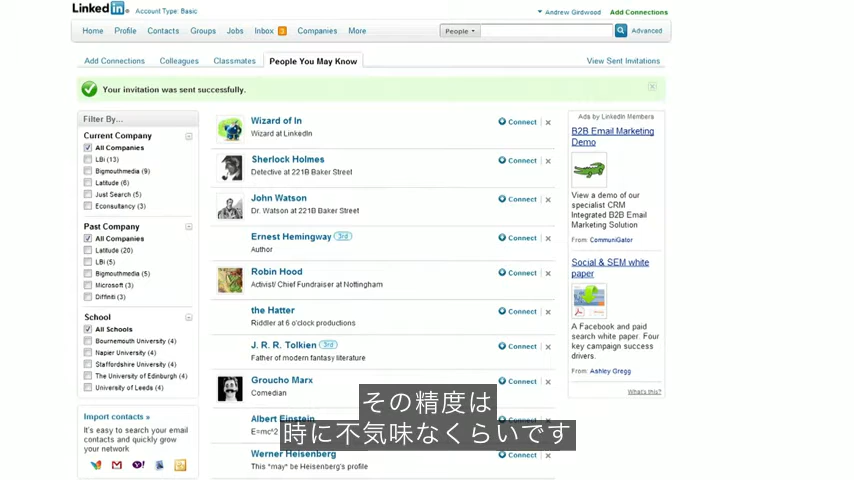 LinkedIn Account Type: Basic
Andrew Girdwood Add Connections
Home Profile Contacts Groups Jobs Inbox 3 Companies More People Advanced
Add Connections Colleagues Classmates People You May Know View Sent Invitations
Your invitation was sent successfully.
Filter By...
Current Company
All Companies
LBi (13)
Bigmouthmedia (9)
Latitude (6)
Just Search (5)
Econsultancy (3)
Past Company
All Companies
Latitude (20)
LBi (5)
Bigmouthmedia (5)
Microsoft (3)
Diffiniti (3)
School
All Schools
Bournemouth University (4)
Napier University (4)
Staffordshire University (4)
The University of Edinburgh (4)
University of Leeds (4)
Import contacts »
It's easy to search your email
contacts and quickly grow
your network
Wizard of In
Wizard at LinkedIn
Connect
Sherlock Holmes
Detective at 221B Baker Street
Connect
John Watson
Dr. Watson at 221B Baker Street
Connect
Ernest Hemingway 3rd
Author
Connect
Robin Hood
Activist/ Chief Fundraiser at Nottingham
Connect
the Hatter
Riddler at 6 o'clock productions
Connect
J. R. R. Tolkien 3rd
Father of modern fantasy literature
Connect
Groucho Marx
Comedian
Connect
Albert Einstein
E=mc^2
Connect
Werner Heisenberg
This *may* be Heisenberg's profile
Connect
Ads by LinkedIn Members
B2B Email Marketing
Demo
View a demo of our
specialist CRM
Integrated B2B Email
Marketing Solution
From: CommuniGator
Social & SEM white
paper
A Facebook and paid
search white paper. Four
key campaign success
drivers.
From: Ashley Gregg
What's this?
その精度は
時に不気味なくらいです